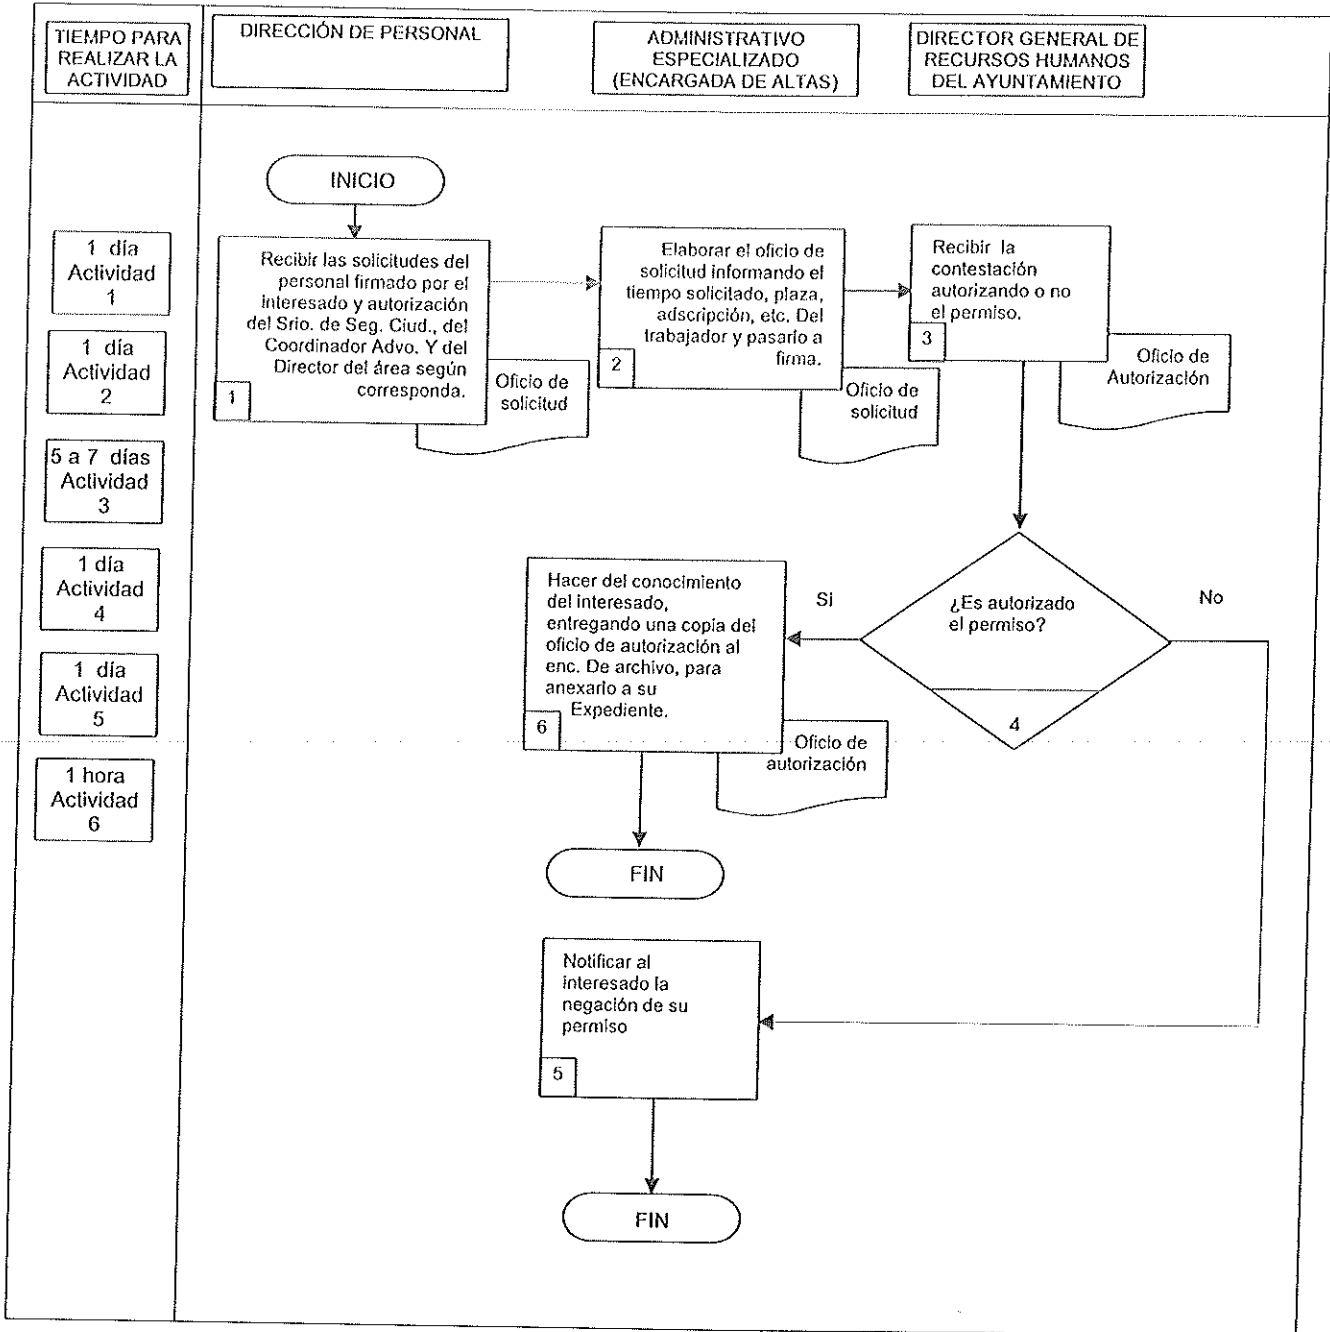 TIEMPO PARA
REALIZAR LA
ACTIVIDAD
DIRECCIÓN DE PERSONAL
ADMINISTRATIVO
ESPECIALIZADO
(ENCARGADA DE ALTAS)
DIRECTOR GENERAL DE
RECURSOS HUMANOS
DEL AYUNTAMIENTO
INICIO
1 día
Actividad
1
1 día
Actividad
2
5 a 7 días
Actividad
3
1 día
Actividad
4
1 día
Actividad
5
1 hora
Actividad
6
Recibir las solicitudes del
personal firmado por el
interesado y autorización
del Srio. de Seg. Ciud., del
Coordinador Advo. Y del
Director del área según
corresponda.
1
Oficio de
solicitud
Elaborar el oficio de
solicitud informando el
tiempo solicitado, plaza,
adscripción, etc. Del
trabajador y pasarlo a
firma.
2
Oficio de
solicitud
Recibir la
contestación
autorizando o no
el permiso.
3
Oficio de
Autorización
¿Es autorizado
el permiso?
4
Si
No
Hacer del conocimiento
del interesado,
entregando una copia del
oficio de autorización al
enc. De archivo, para
anexarlo a su
Expediente.
6
Oficio de
autorización
FIN
Notificar al
interesado la
negación de su
permiso
5
FIN